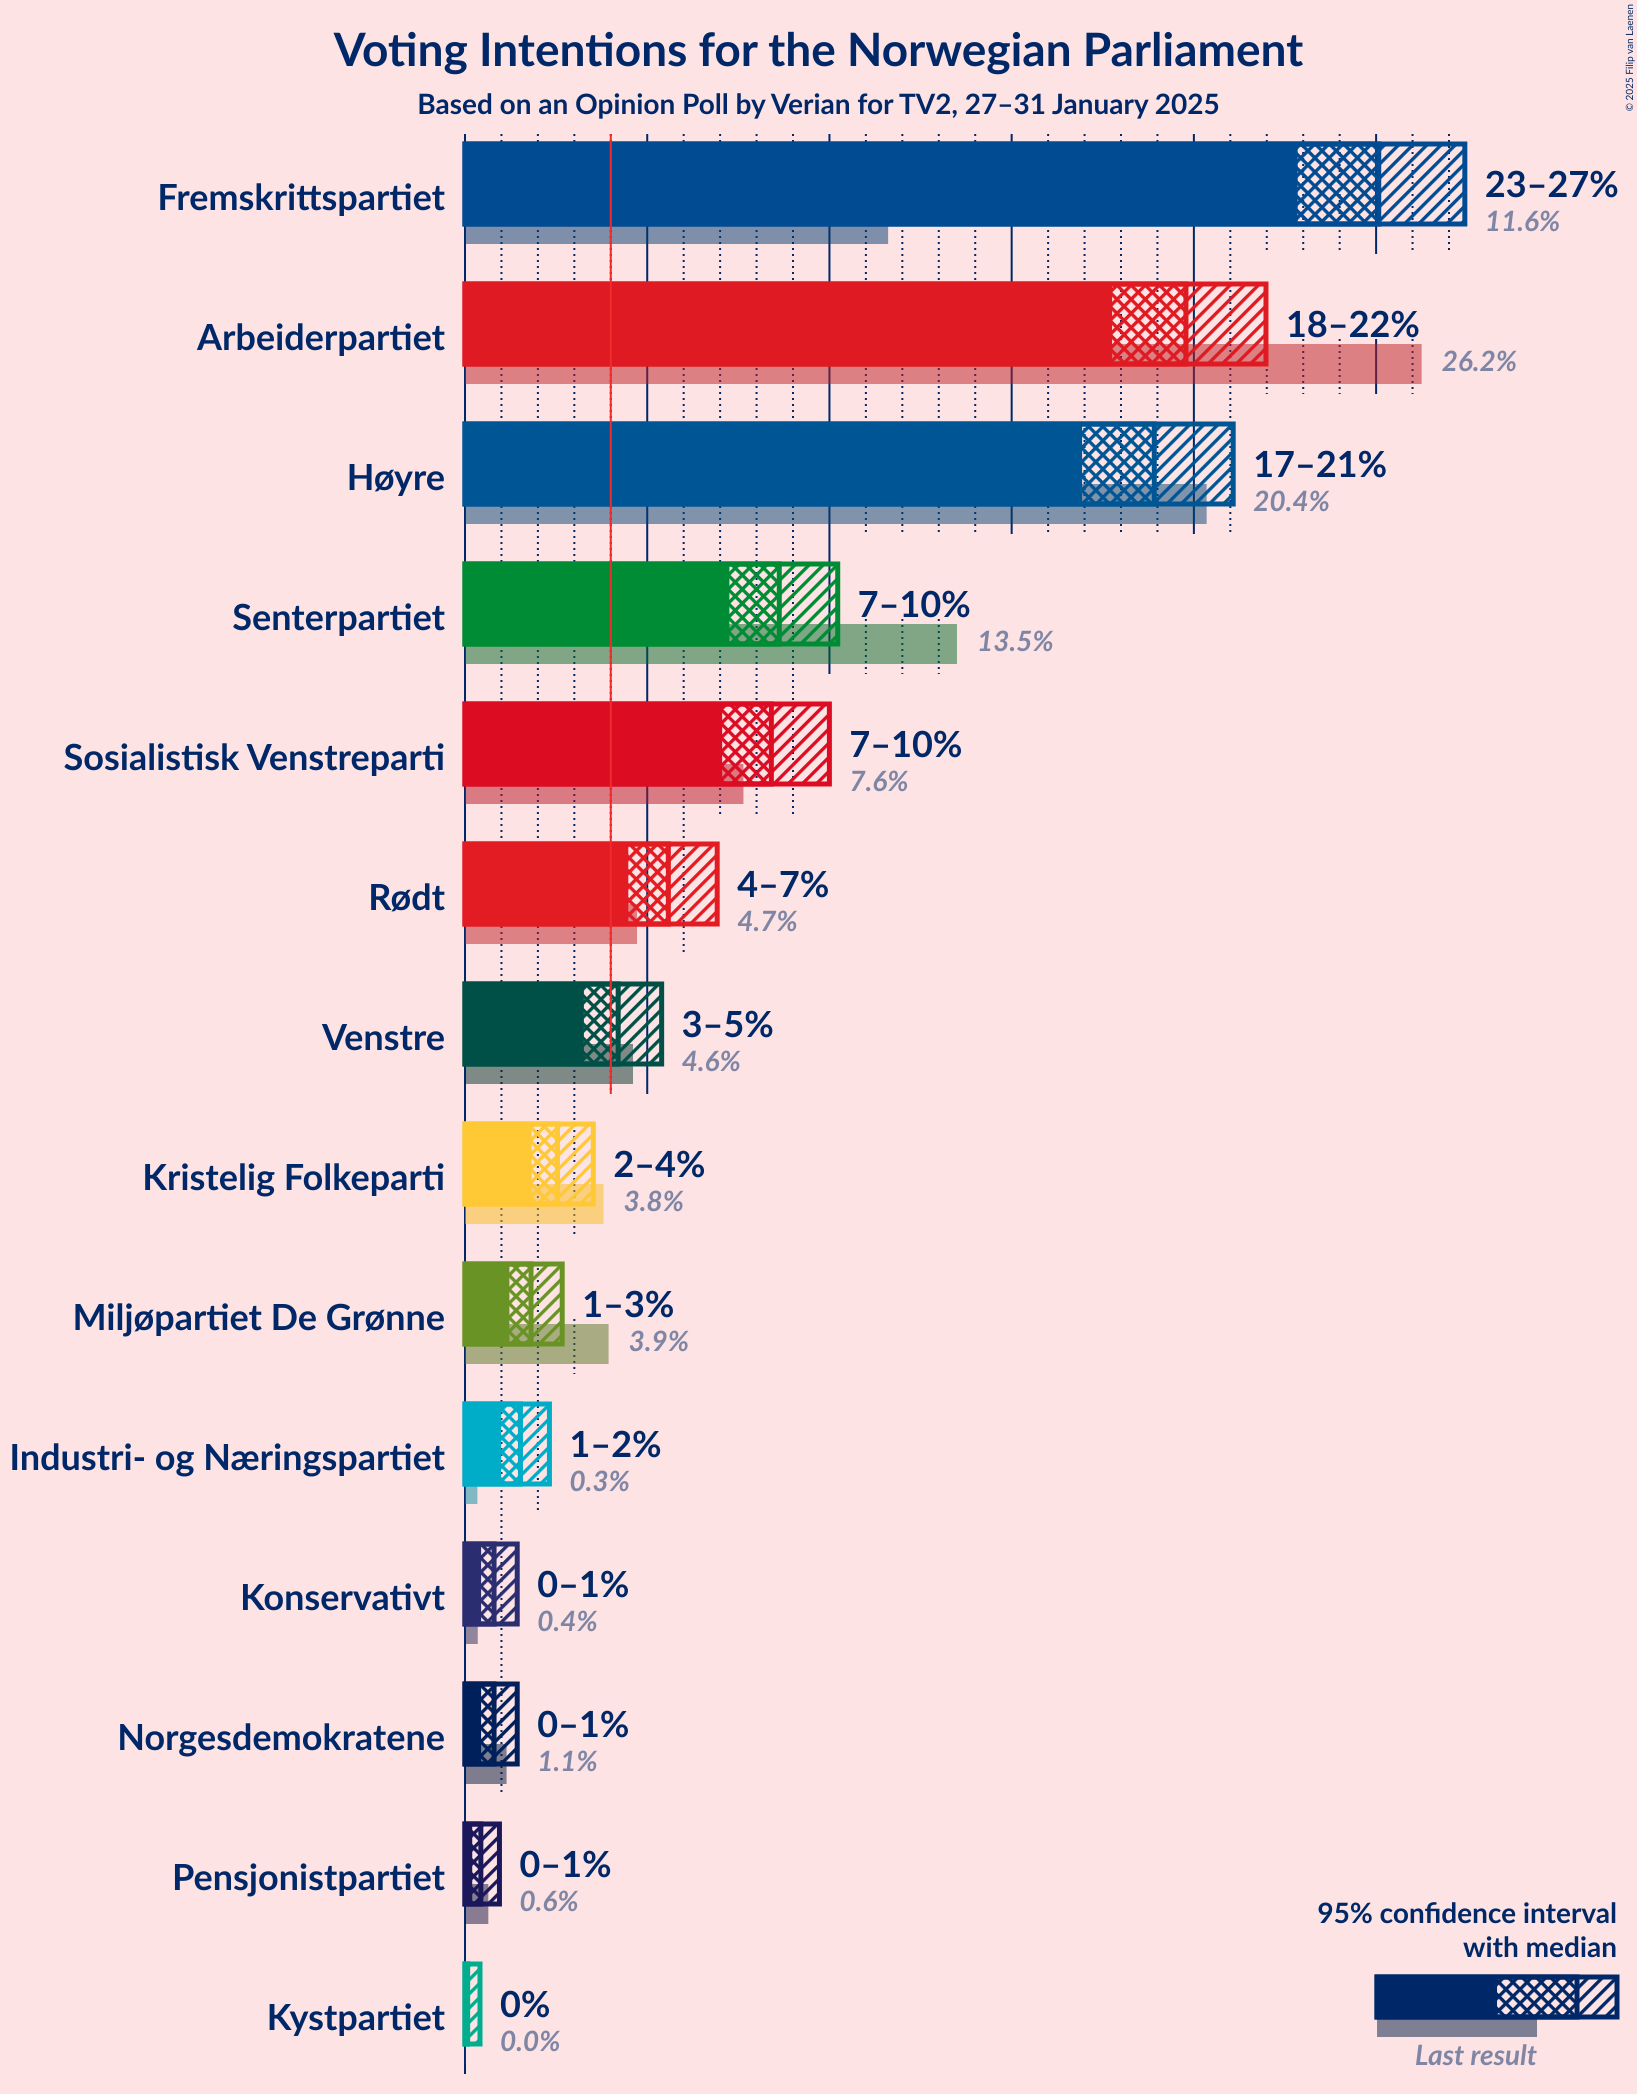 Voting Intentions for the Norwegian Parliament
Based on an Opinion Poll by Verian for TV2, 27–31 January 2025
© 2025 Filip van Laenen
Fremskrittspartiet
23–27%
11.6%
Arbeiderpartiet
18–22%
26.2%
Høyre
17–21%
20.4%
Senterpartiet
7–10%
13.5%
Sosialistisk Venstreparti
7–10%
7.6%
Rødt
4–7%
4.7%
Venstre
3–5%
4.6%
Kristelig Folkeparti
2–4%
3.8%
Miljøpartiet De Grønne
1–3%
3.9%
Industri- og Næringspartiet
1–2%
0.3%
Konservativt
0–1%
0.4%
Norgesdemokratene
0–1%
1.1%
Pensjonistpartiet
0–1%
0.6%
Kystpartiet
0%
0.0%
95% confidence interval
with median
Last result